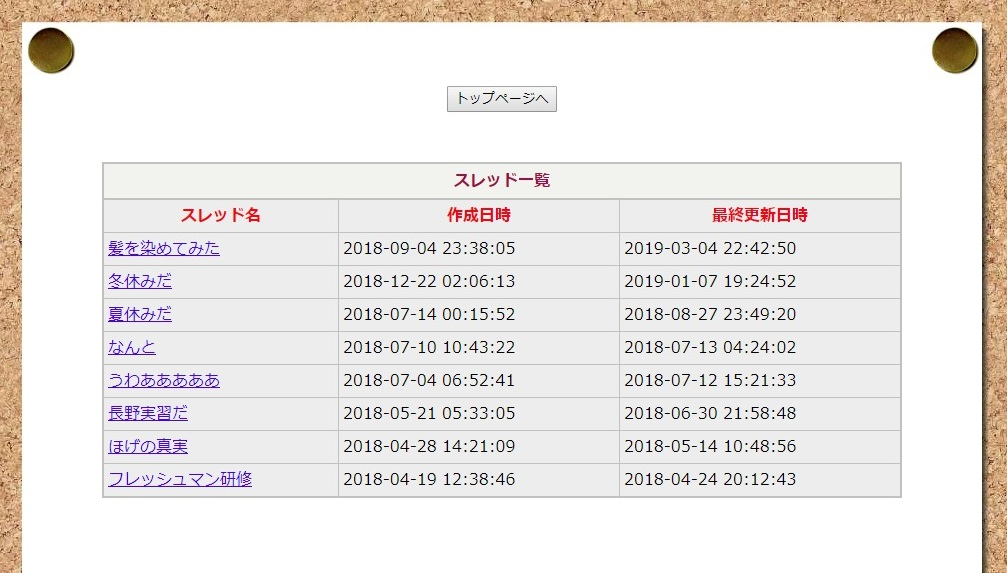 トップページへ
スレッド一覧
スレッド名 作成日時 最終更新日時
髪を染めてみた 2018-09-04 23:38:05 2019-03-04 22:42:50
冬休みだ 2018-12-22 02:06:13 2019-01-07 19:24:52
夏休みだ 2018-07-14 00:15:52 2018-08-27 23:49:20
なんと 2018-07-10 10:43:22 2018-07-13 04:24:02
うわあああああ 2018-07-04 06:52:41 2018-07-12 15:21:33
長野実習だ 2018-05-21 05:33:05 2018-06-30 21:58:48
ほげの真実 2018-04-28 14:21:09 2018-05-14 10:48:56
フレッシュマン研修 2018-04-19 12:38:46 2018-04-24 20:12:43